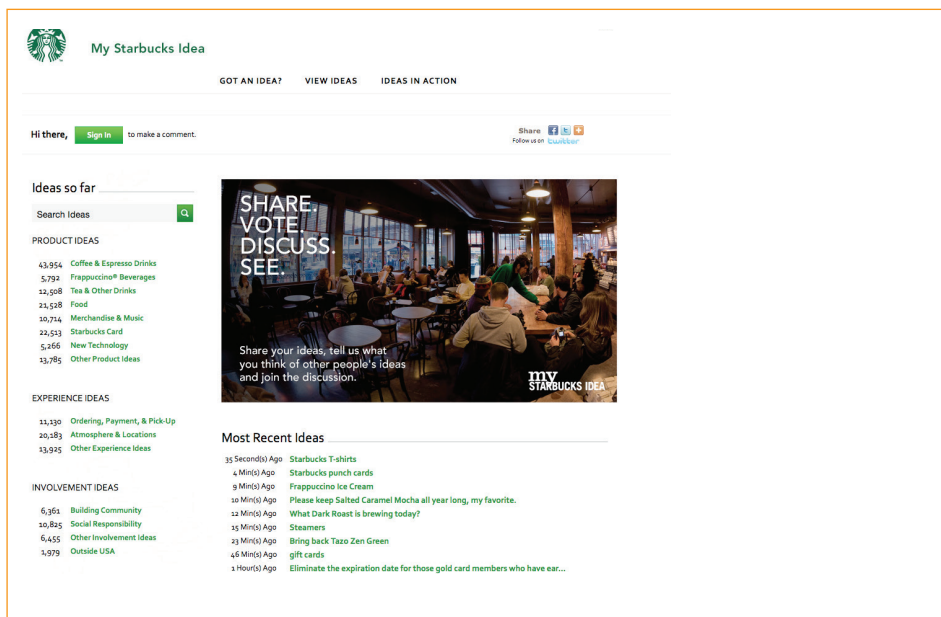 My Starbucks Idea
GOT AN IDEA? VIEW IDEAS IDEAS IN ACTION
Hi there, Sign In to make a comment.
Share
Follow us on twitter
Ideas so far
Search Ideas
PRODUCT IDEAS
43,954 Coffee & Espresso Drinks
5,792 Frappuccino® Beverages
12,508 Tea & Other Drinks
21,528 Food
10,714 Merchandise & Music
22,513 Starbucks Card
5,266 New Technology
13,785 Other Product Ideas
EXPERIENCE IDEAS
11,130 Ordering, Payment, & Pick-Up
20,183 Atmosphere & Locations
13,925 Other Experience Ideas
INVOLVEMENT IDEAS
6,361 Building Community
10,825 Social Responsibility
6,455 Other Involvement Ideas
1,979 Outside USA
SHARE.
VOTE.
DISCUSS.
SEE.
Share your ideas, tell us what
you think of other people's ideas
and join the discussion.
my
STARBUCKS IDEA
Most Recent Ideas
35 Second(s) Ago Starbucks T-shirts
4 Min(s) Ago Starbucks punch cards
9 Min(s) Ago Frappuccino Ice Cream
10 Min(s) Ago Please keep Salted Caramel Mocha all year long, my favorite.
12 Min(s) Ago What Dark Roast is brewing today?
15 Min(s) Ago Steamers
23 Min(s) Ago Bring back Tazo Zen Green
46 Min(s) Ago gift cards
1 Hour(s) Ago Eliminate the expiration date for those gold card members who have ear...